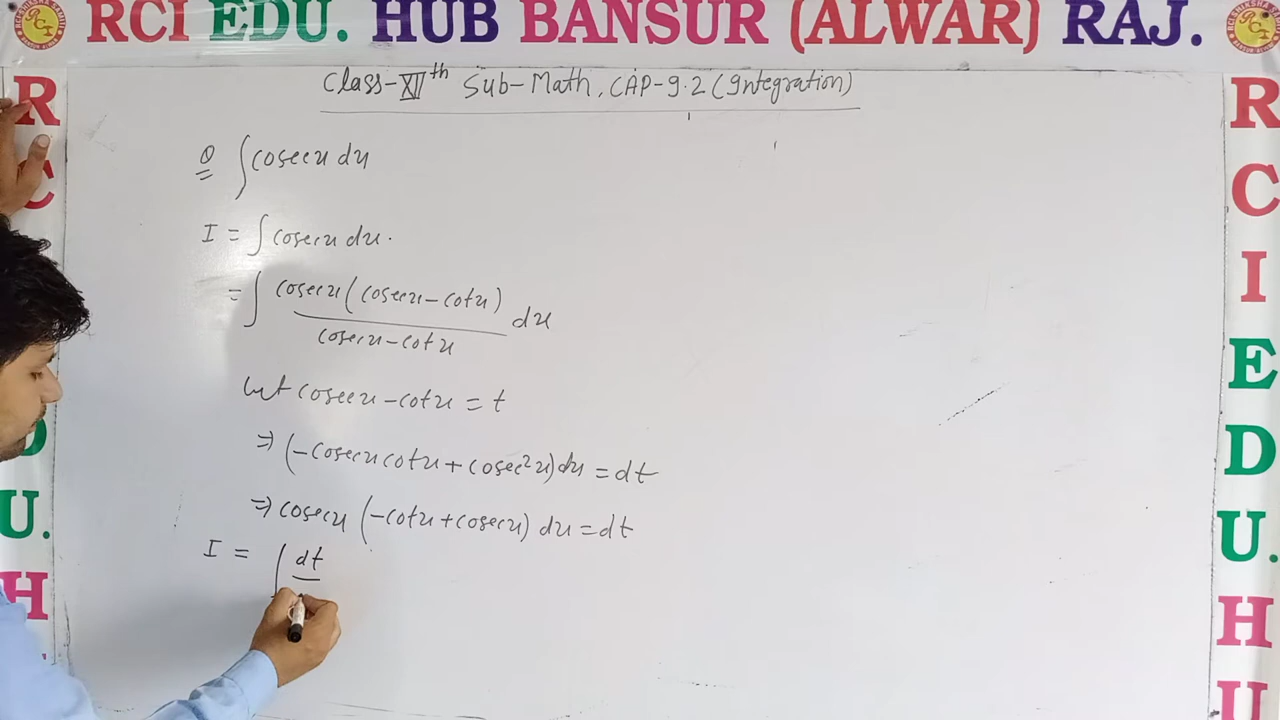 RCI EDU. HUB BANSUR (ALWAR) RAJ.
Class-XIIth Sub-Math, CAP-9.2 (Integration)
Q ∫cosecx dx
I = ∫cosecx dx.
= ∫ cosecx(cosecx-cotx) / cosecx-cotx dx
let cosecx-cotx = t
⇒ (-cosecx cotx + cosec²x)dx = dt
⇒ cosecx (-cotx + cosecx) dx = dt
I = ∫ dt
R
C
D
U.
H
R
C
I
E
D
U.
H
U